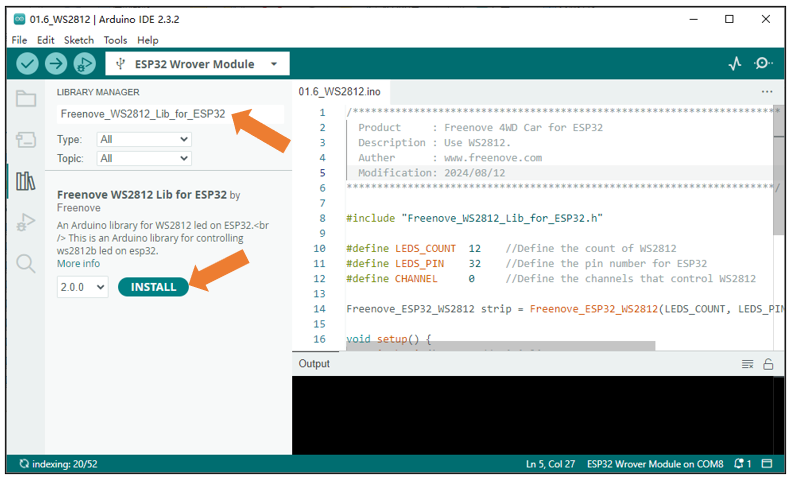 01.6_WS2812 | Arduino IDE 2.3.2
File Edit Sketch Tools Help
ESP32 Wrover Module
LIBRARY MANAGER
Freenove_WS2812_Lib_for_ESP32
Type: All
Topic: All
Freenove WS2812 Lib for ESP32 by
Freenove
An Arduino library for WS2812 led on ESP32.<br
/> This is an Arduino library for controlling
ws2812b led on esp32.
More info
2.0.0 INSTALL
01.6_WS2812.ino
1 /**********************************************************************
2 Product : Freenove 4WD Car for ESP32
3 Description : Use WS2812.
4 Auther : www.freenove.com
5 Modification: 2024/08/12
6 **********************************************************************/
7
8 #include "Freenove_WS2812_Lib_for_ESP32.h"
9
10 #define LEDS_COUNT 12 //Define the count of WS2812
11 #define LEDS_PIN 32 //Define the pin number for ESP32
12 #define CHANNEL 0 //Define the channels that control WS2812
13
14 Freenove_ESP32_WS2812 strip = Freenove_ESP32_WS2812(LEDS_COUNT, LEDS_PIN
15
16 void setup() {
Output
indexing: 20/52
Ln 5, Col 27 ESP32 Wrover Module on COM8 1